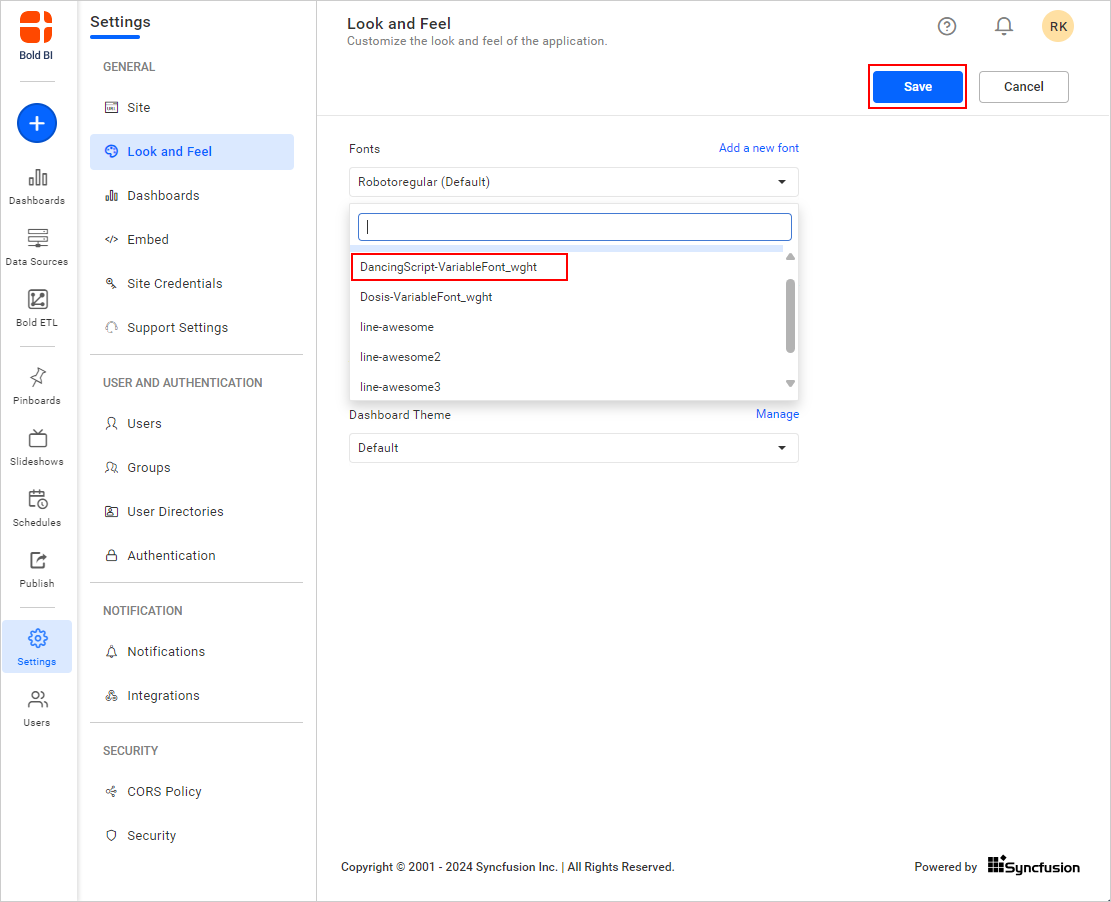 Bold BI
Dashboards
Data Sources
Bold ETL
Pinboards
Slideshows
Schedules
Publish
Settings
Users
Settings
GENERAL
Site
Look and Feel
Dashboards
Embed
Site Credentials
Support Settings
USER AND AUTHENTICATION
Users
Groups
User Directories
Authentication
NOTIFICATION
Notifications
Integrations
SECURITY
CORS Policy
Security
Look and Feel
Customize the look and feel of the application.
RK
Save
Cancel
Fonts
Add a new font
Robotoregular (Default)
DancingScript-VariableFont_wght
Dosis-VariableFont_wght
line-awesome
line-awesome2
line-awesome3
Dashboard Theme
Manage
Default
Copyright © 2001 - 2024 Syncfusion Inc. | All Rights Reserved.
Powered by Syncfusion